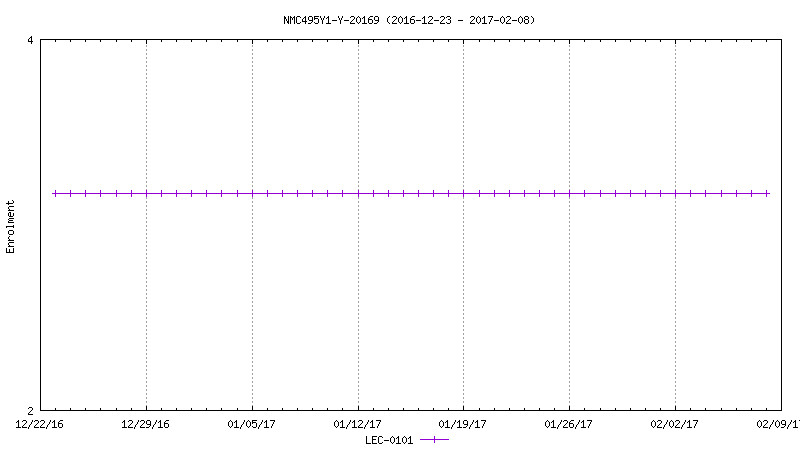 NMC495Y1-Y-20169 (2016-12-23 - 2017-02-08)
4
Enrolment
2
12/22/16 12/29/16 01/05/17 01/12/17 01/19/17 01/26/17 02/02/17 02/09/1
LEC-0101